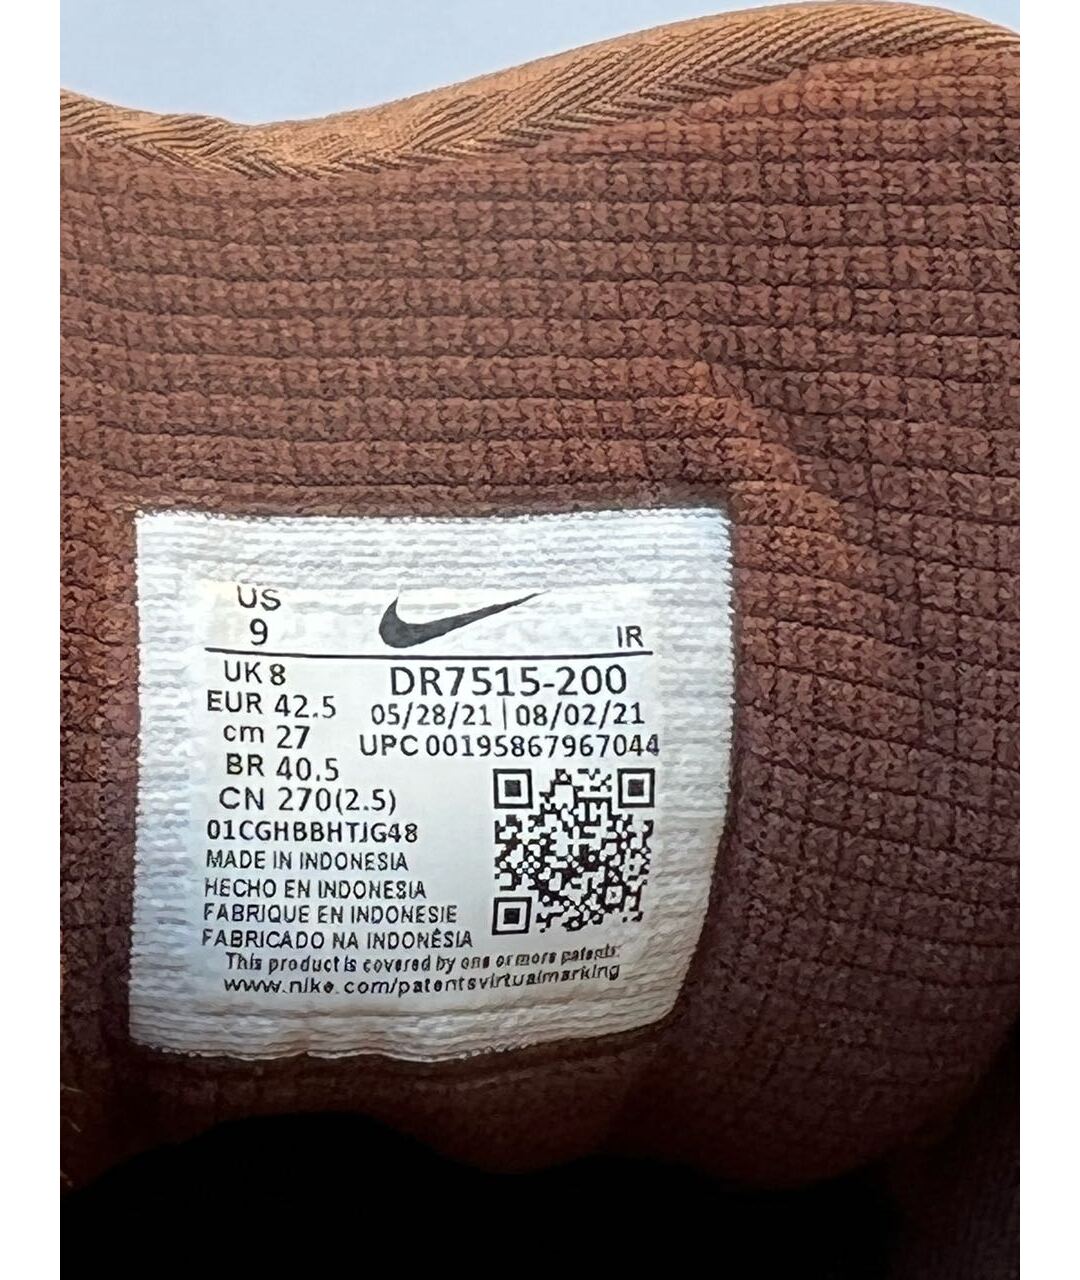 US
9
IR
UK 8
DR7515-200
EUR 42.5
05/28/21 | 08/02/21
cm 27
UPC 00195867967044
BR 40.5
CN 270(2.5)
01CGHBBHTJG48
MADE IN INDONESIA
HECHO EN INDONESIA
FABRIQUE EN INDONESIE
FABRICADO NA INDONÉSIA
This product is covered by one or more patents.
www.nike.com/patentsvirtualmarking